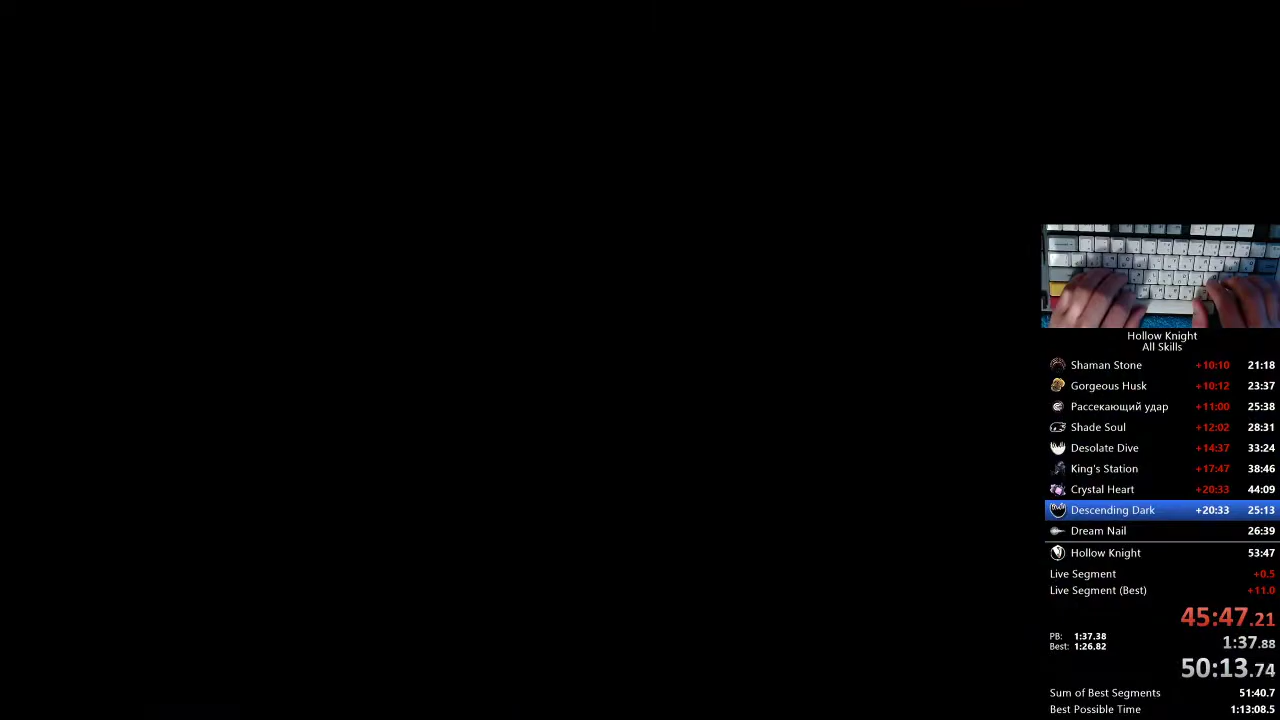 Hollow Knight
All Skills
Shaman Stone +10:10 21:18
Gorgeous Husk +10:12 23:37
Рассекающий удар +11:00 25:38
Shade Soul +12:02 28:31
Desolate Dive +14:37 33:24
King's Station +17:47 38:46
Crystal Heart +20:33 44:09
Descending Dark +20:33 25:13
Dream Nail 26:39
Hollow Knight 53:47
Live Segment +0.5
Live Segment (Best) +11.0
45:47.21
PB: 1:37.38
Best: 1:26.82
1:37.88
50:13.74
Sum of Best Segments 51:40.7
Best Possible Time 1:13:08.5